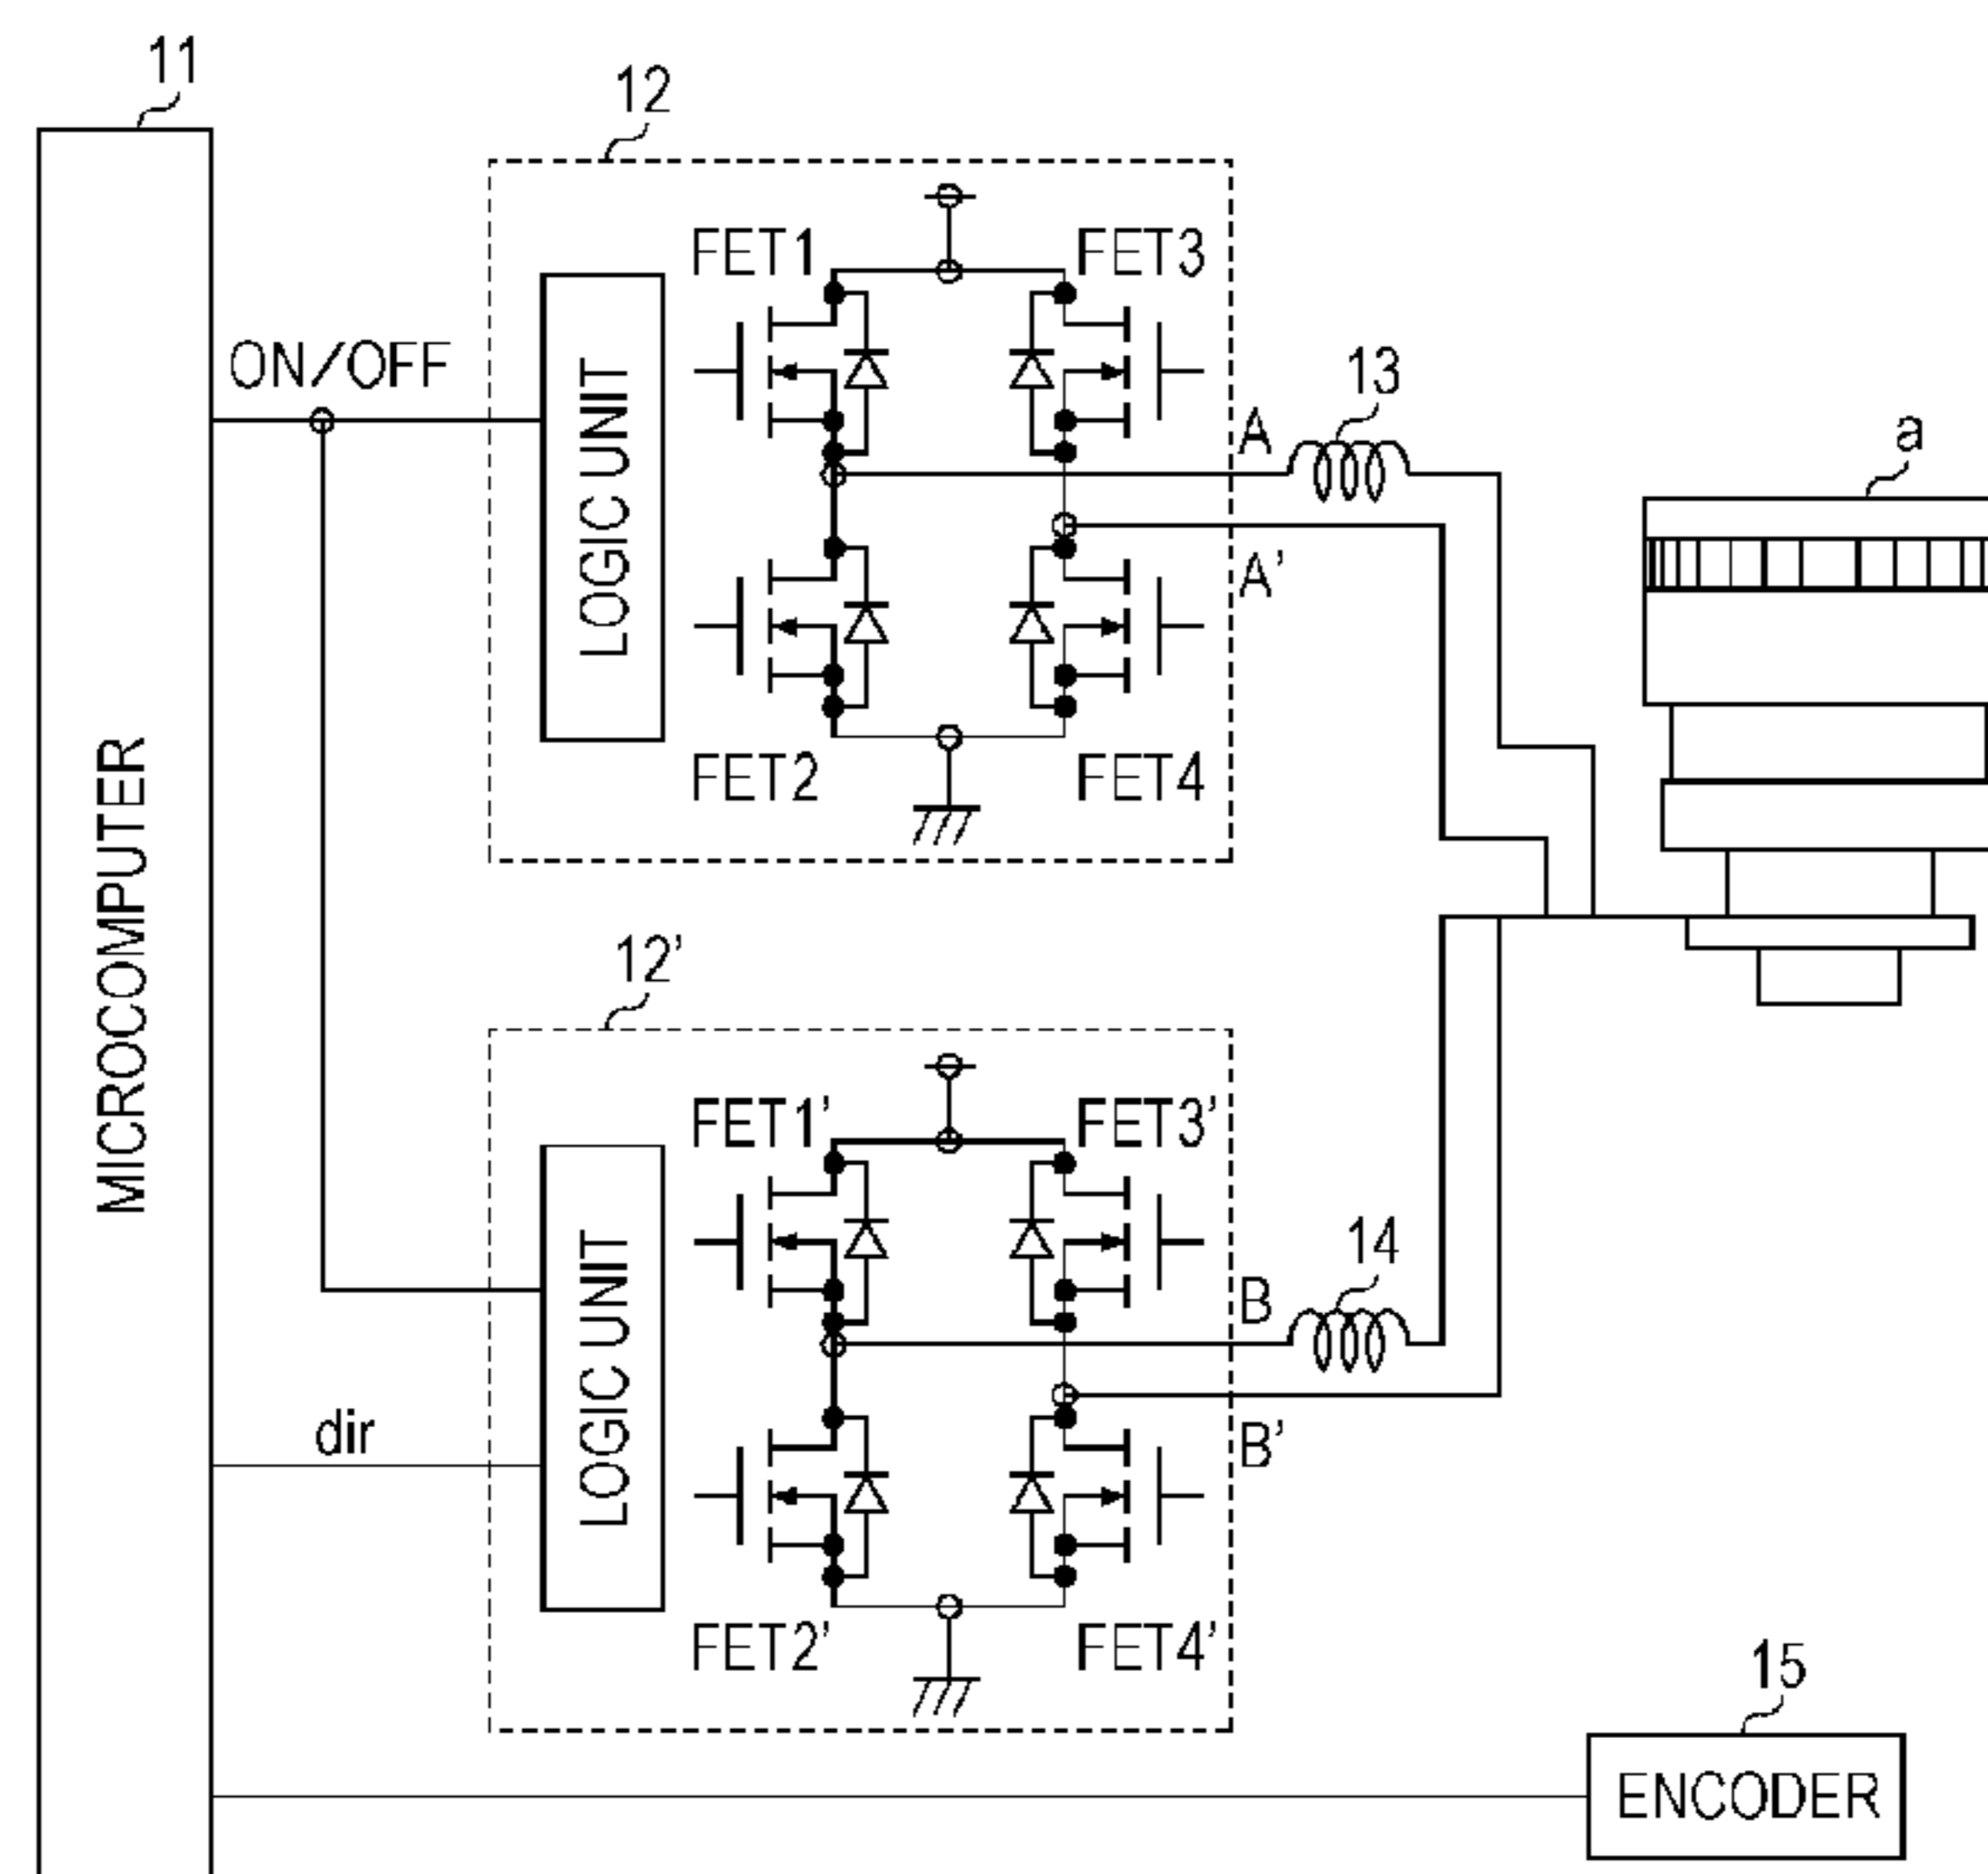 11
12
FET1
FET3
ON/OFF
LOGIC UNIT
A
13
a
A'
FET2
FET4
MICROCOMPUTER
12'
FET1'
FET3'
LOGIC UNIT
B
14
dir
B'
FET2'
FET4'
15
ENCODER